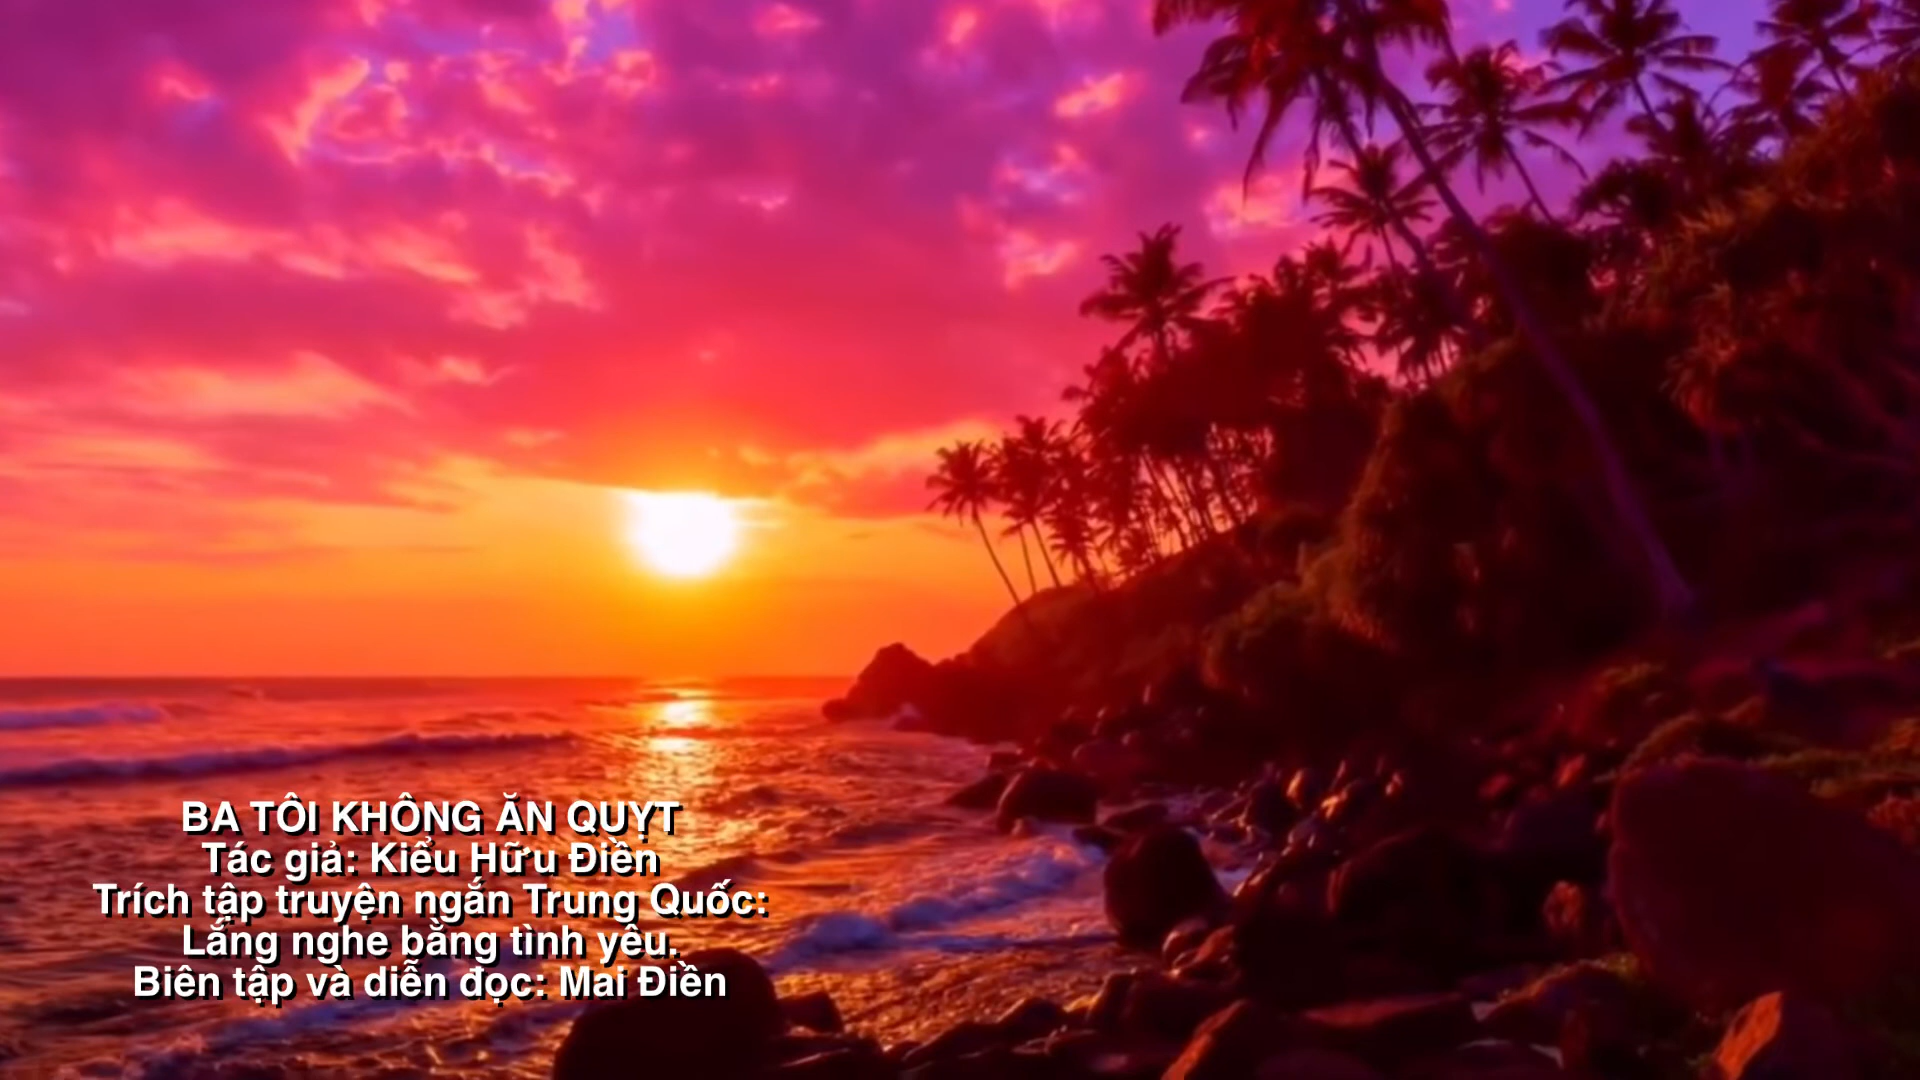 BA TÔI KHÔNG ĂN QUỴT
Tác giả: Kiểu Hữu Điền
Trích tập truyện ngắn Trung Quốc:
Lắng nghe bằng tình yêu.
Biên tập và diễn đọc: Mai Điền